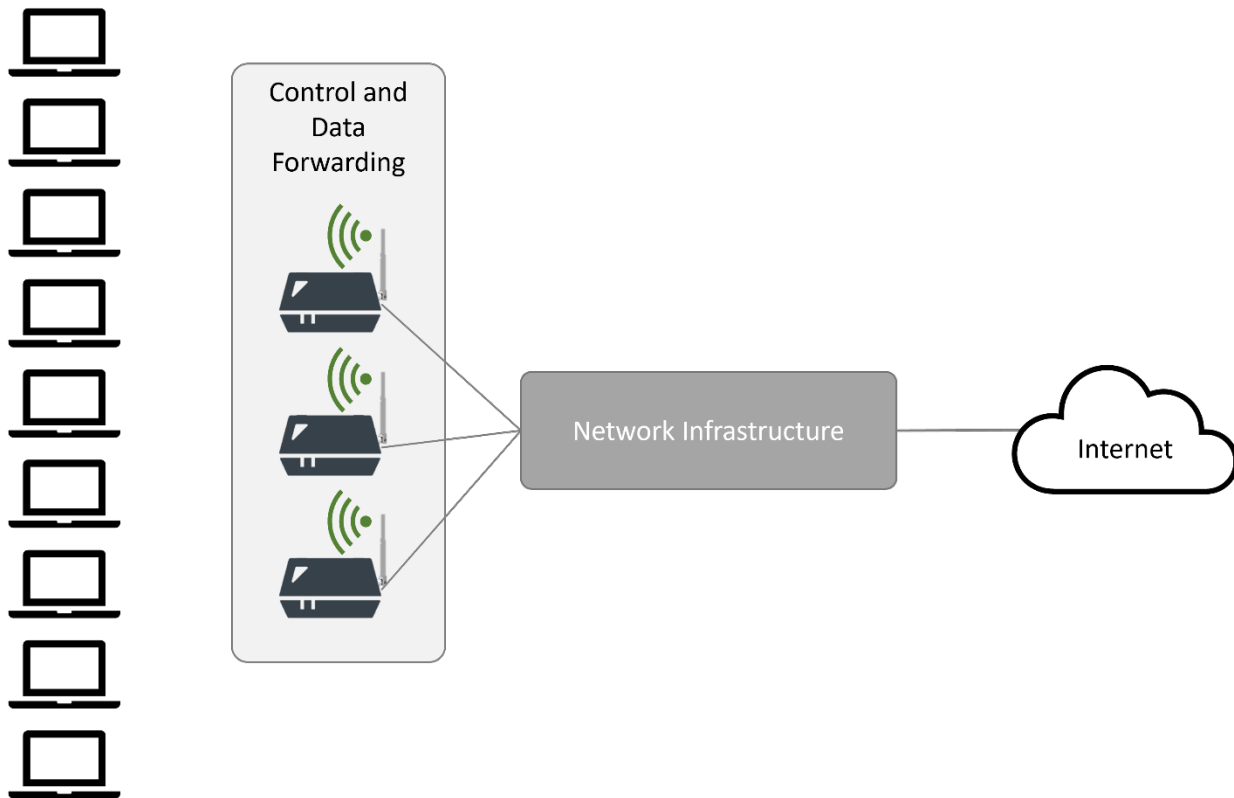 Control and
Data
Forwarding
Network Infrastructure
Internet